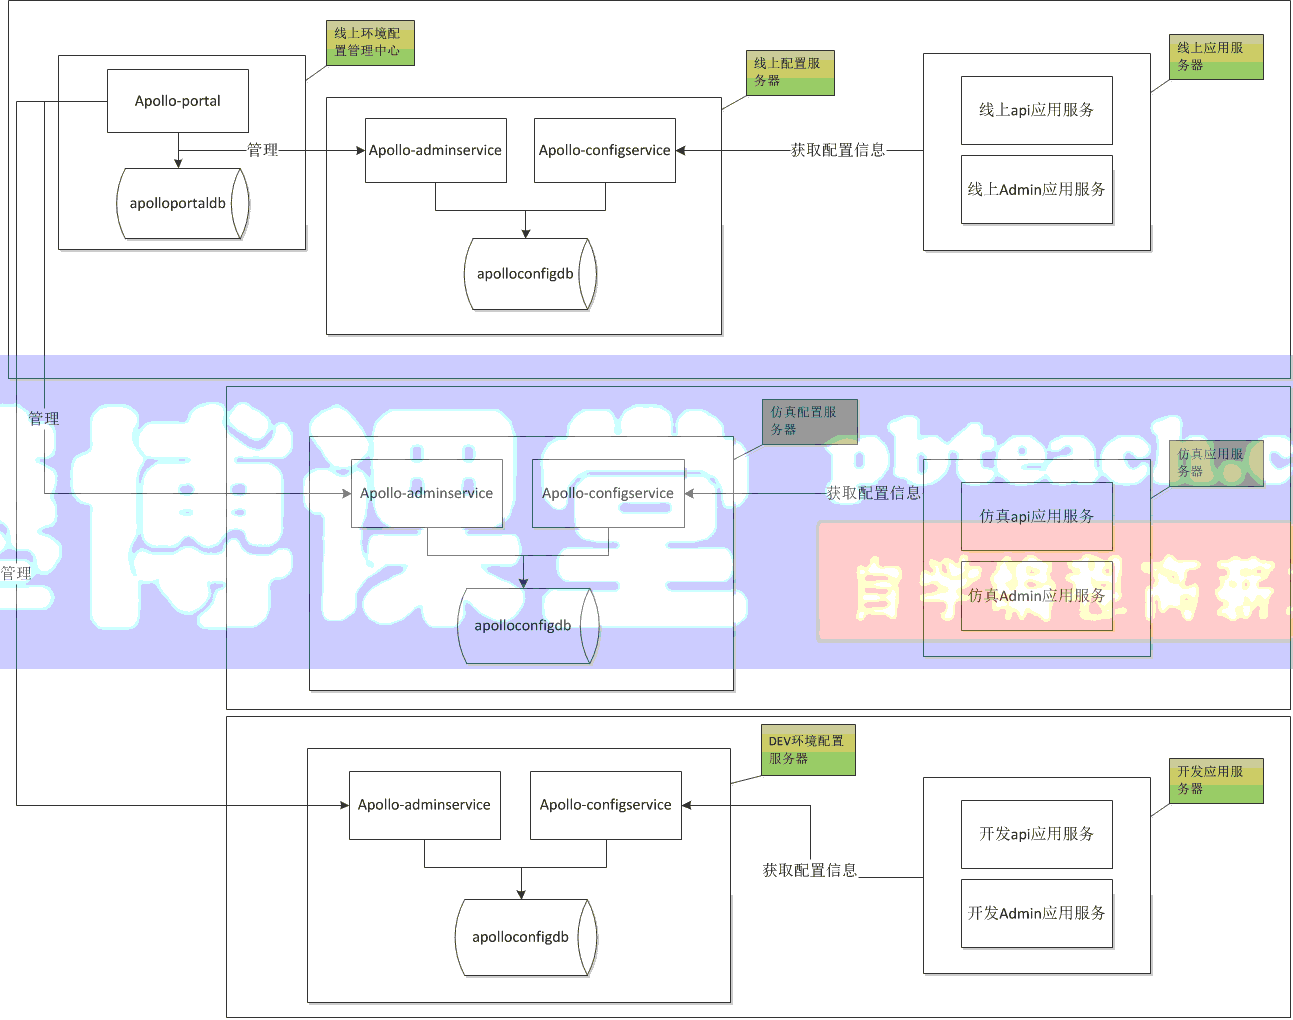 线上环境配
置管理中心
Apollo-portal
管理
apolloportaldb
线上配置服
务器
Apollo-adminservice
Apollo-configservice
apolloconfigdb
获取配置信息
线上应用服
务器
线上api应用服务
线上Admin应用服务
管理
管理
仿真配置服
务器
Apollo-adminservice
Apollo-configservice
apolloconfigdb
获取配置信息
仿真应用服
务器
仿真api应用服务
仿真Admin应用服务
博课堂
pbteach.c
自学编程高薪
DEV环境配置
服务器
Apollo-adminservice
Apollo-configservice
apolloconfigdb
获取配置信息
开发应用服
务器
开发api应用服务
开发Admin应用服务